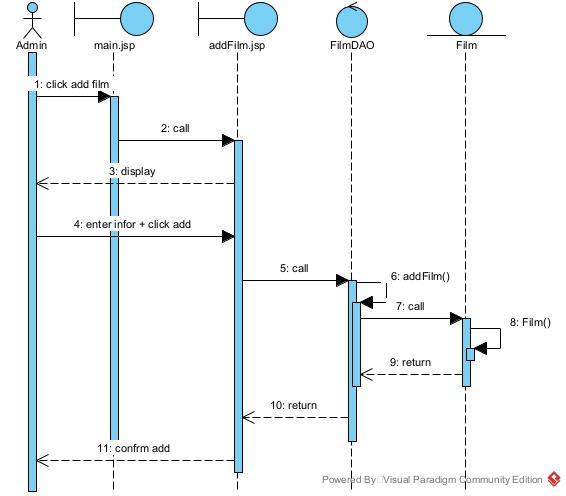 Admin
main.jsp
addFilm.jsp
FilmDAO
Film
1: click add film
2: call
3: display
4: enter infor + click add
5: call
6: addFilm()
7: call
8: Film()
9: return
10: return
11: confrm add
Powered By Visual Paradigm Community Edition